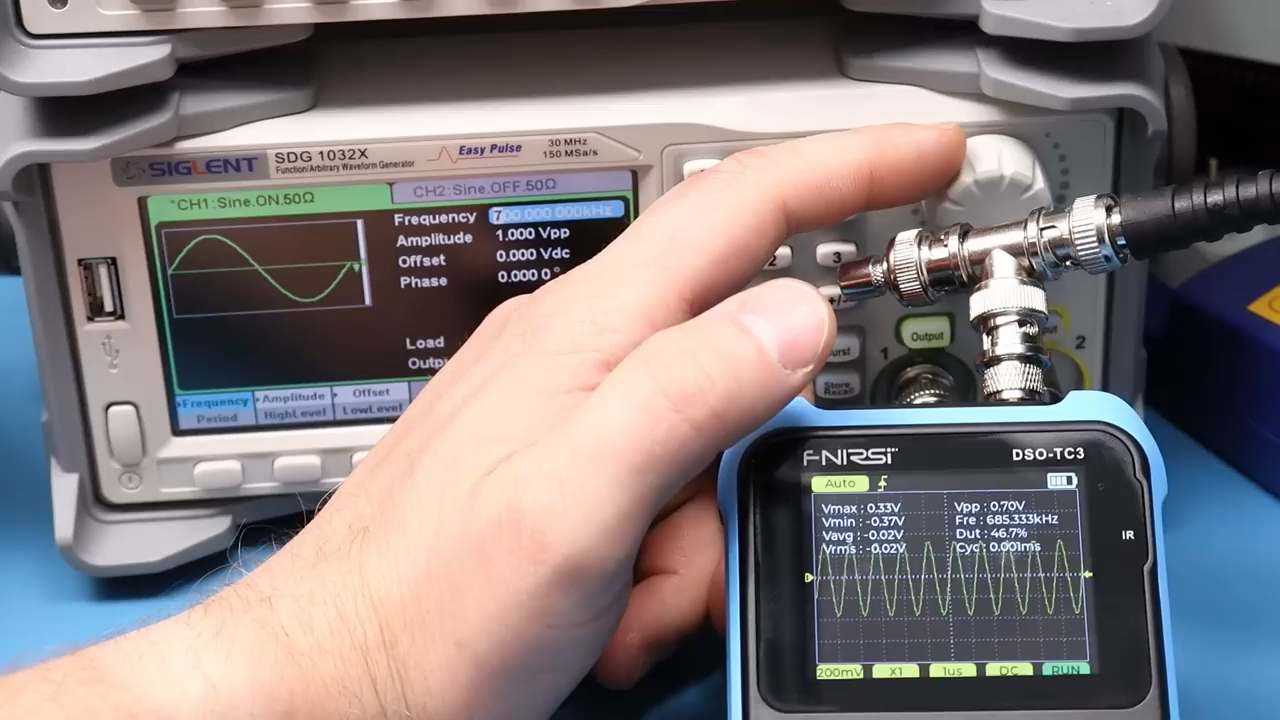 SIGLENT
SDG 1032X
Function/Arbitrary Waveform Generator
Easy Pulse
30 MHz
150 MSa/s
*CH1:Sine.ON.50Ω
CH2:Sine.OFF.50Ω
Frequency 700.000 000kHz
Amplitude 1.000 Vpp
Offset 0.000 Vdc
Phase 0.000 0°
Load
Frequency
Period
Amplitude
HighLevel
Offset
LowLevel
2
3
+/-
Store
Recall
Output
1
2
FNIRSI
DSO-TC3
Auto
Vmax : 0.33V
Vmin : -0.37V
Vavg : -0.02V
Vrms : -0.02V
Vpp : 0.70V
Fre : 685.333kHz
Dut : 46.7%
Cyc : 0.001ms
200mV X1 1us DC RUN
IR